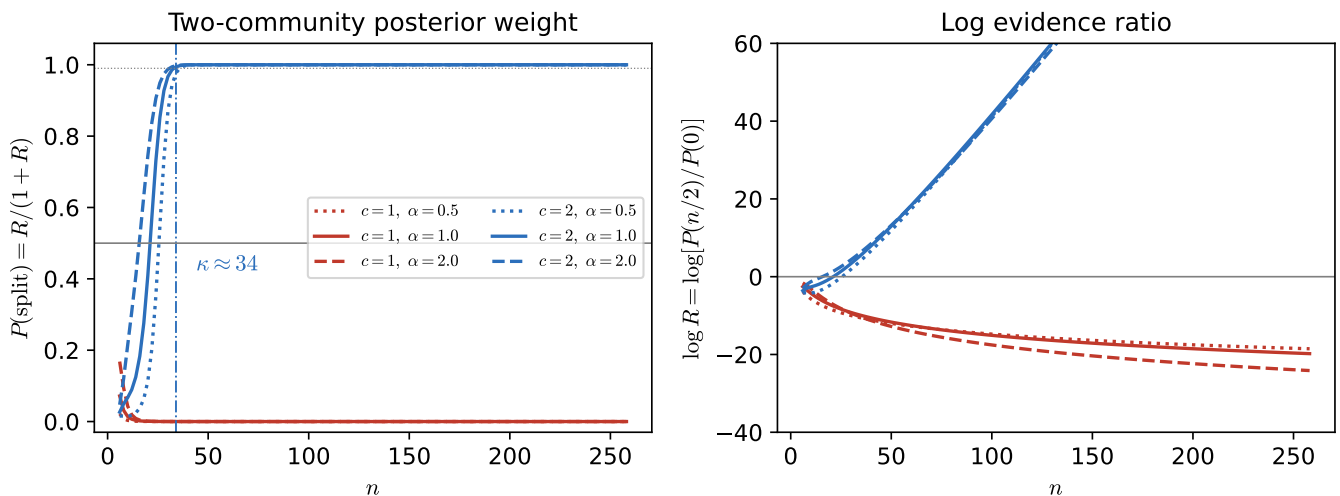 Two-community posterior weight
P(split) = R/(1 + R)
1.0
0.8
0.6
0.4
0.2
0.0
κ ≈ 34
c = 1, α = 0.5
c = 1, α = 1.0
c = 1, α = 2.0
c = 2, α = 0.5
c = 2, α = 1.0
c = 2, α = 2.0
0 50 100 150 200 250
n
Log evidence ratio
log R = log[P(n/2)/P(0)]
60
40
20
0
−20
−40
0 50 100 150 200 250
n